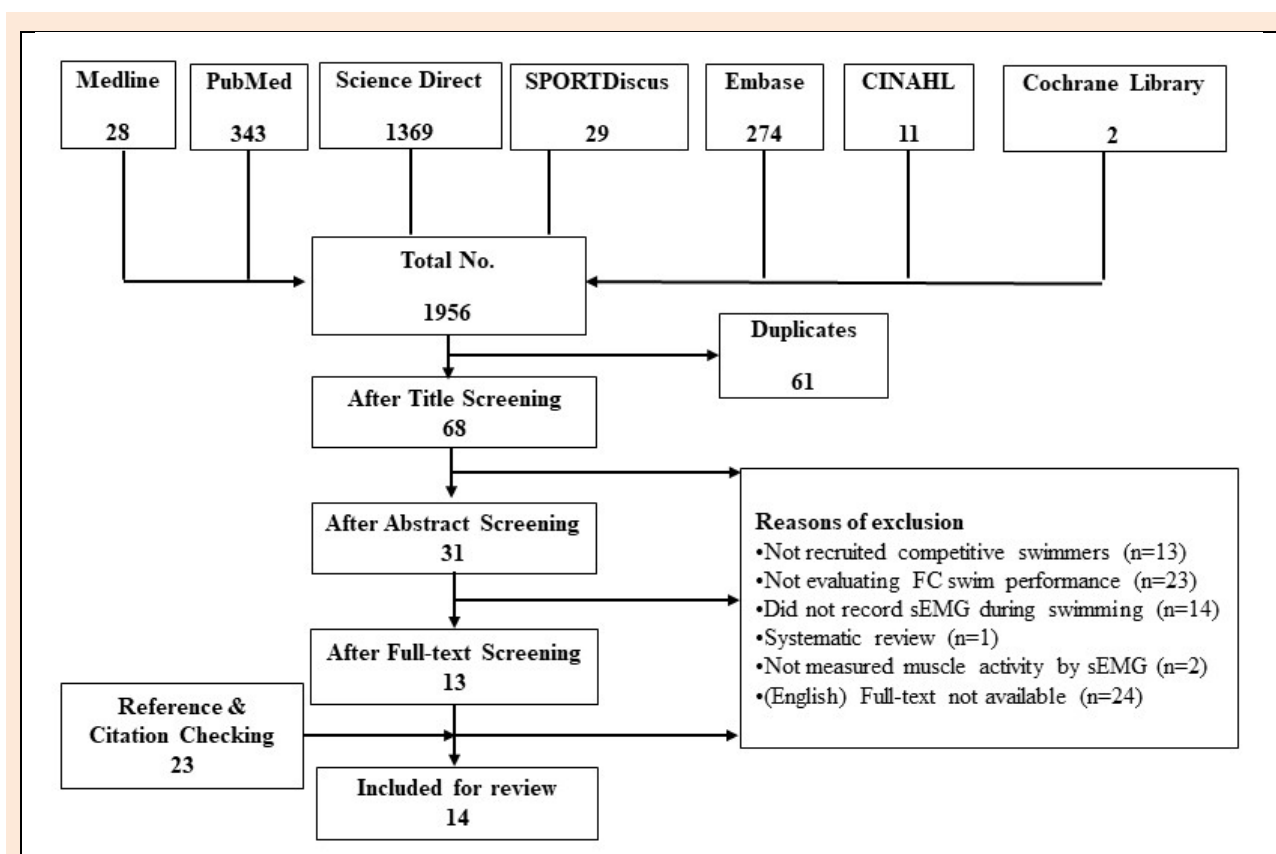 Medline
28
PubMed
343
Science Direct
1369
SPORTDiscus
29
Embase
274
CINAHL
11
Cochrane Library
2
Total No.
1956
Duplicates
61
After Title Screening
68
After Abstract Screening
31
Reasons of exclusion
•Not recruited competitive swimmers (n=13)
•Not evaluating FC swim performance (n=23)
•Did not record sEMG during swimming (n=14)
•Systematic review (n=1)
•Not measured muscle activity by sEMG (n=2)
•(English) Full-text not available (n=24)
After Full-text Screening
13
Reference &
Citation Checking
23
Included for review
14